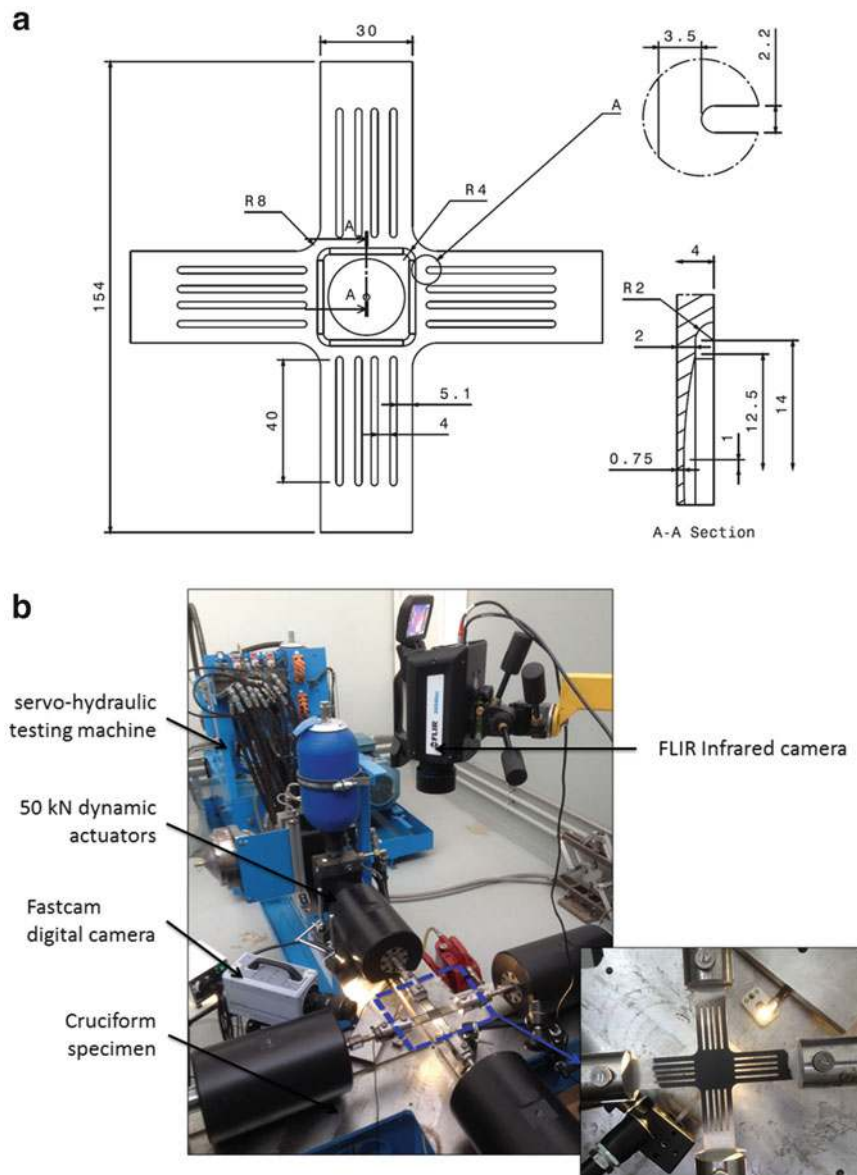 a
30
3.5
2.2
A
R8
R4
A
A
154
40
5.1
4
4
R2
2
0.75
12.5
14
1
A-A Section
b
servo-hydraulic
testing machine
50 kN dynamic
actuators
Fastcam
digital camera
Cruciform
specimen
FLIR Infrared camera
FLIR